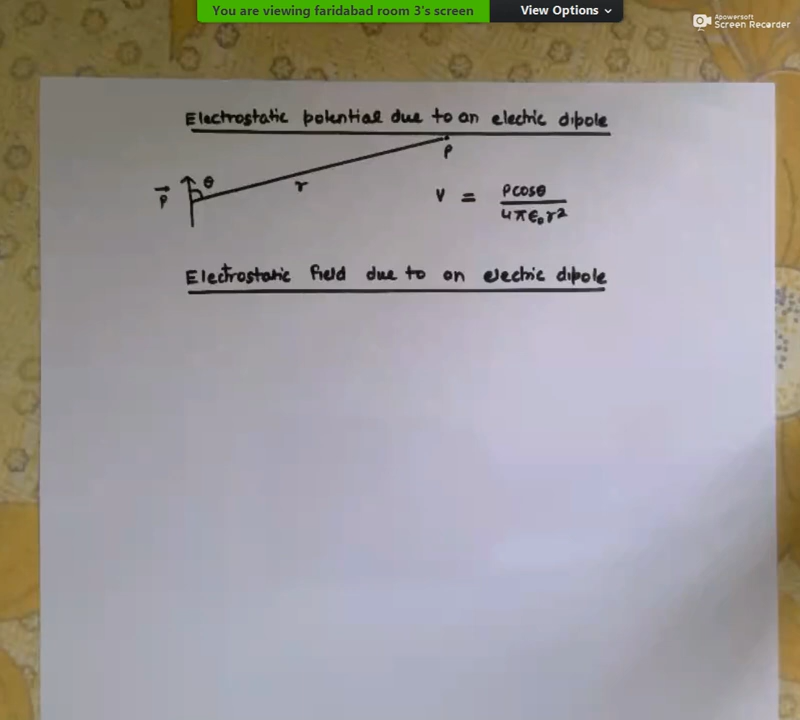 You are viewing faridabad room 3's screen
View Options
Apowersoft
Screen Recorder
Electrostatic potential due to an electric dipole
P
θ
p⃗
r
V = Pcosθ / 4πϵ₀r²
Electrostatic field due to an electric dipole